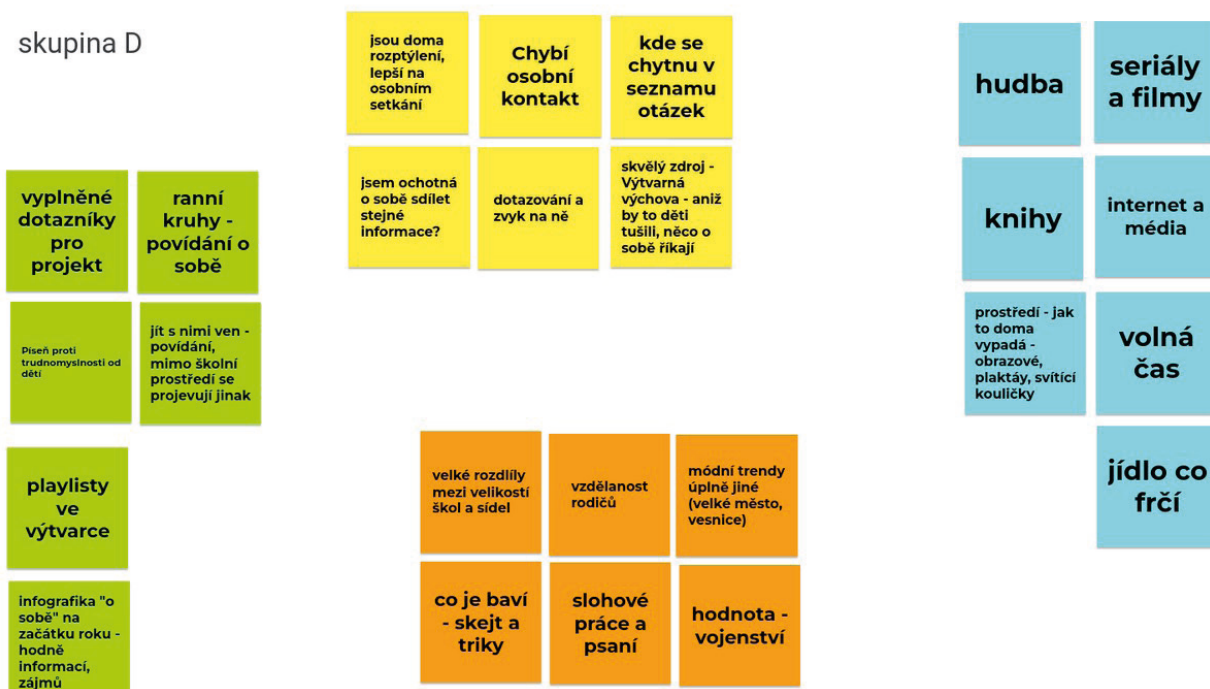 skupina D
vyplněné
dotazníky
pro
projekt
ranní
kruhy -
povídání o
sobě
Píseň proti
trudnomyslnosti od
dětí
jít s nimi ven -
povídání,
mimo školní
prostředí se
projevují jinak
playlisty
ve
výtvarce
infografika "o
sobě" na
začátku roku -
hodně
informací,
zájmů
jsou doma
rozptýlení,
lepší na
osobním
setkání
Chybí
osobní
kontakt
kde se
chytnu v
seznamu
otázek
jsem ochotná
o sobě sdílet
stejné
informace?
dotazování a
zvyk na ně
skvělý zdroj -
Výtvarná
výchova - aniž
by to děti
tušili, něco o
sobě říkají
velké rozdlíly
mezi velikostí
škol a sídel
vzdělanost
rodičů
módní trendy
úplně jiné
(velké město,
vesnice)
co je baví
- skejt a
triky
slohové
práce a
psaní
hodnota -
vojenství
hudba
seriály
a filmy
knihy
internet a
média
prostředí - jak
to doma
vypadá -
obrazové,
plaktáy, svítící
kouličky
volná
čas
jídlo co
frčí